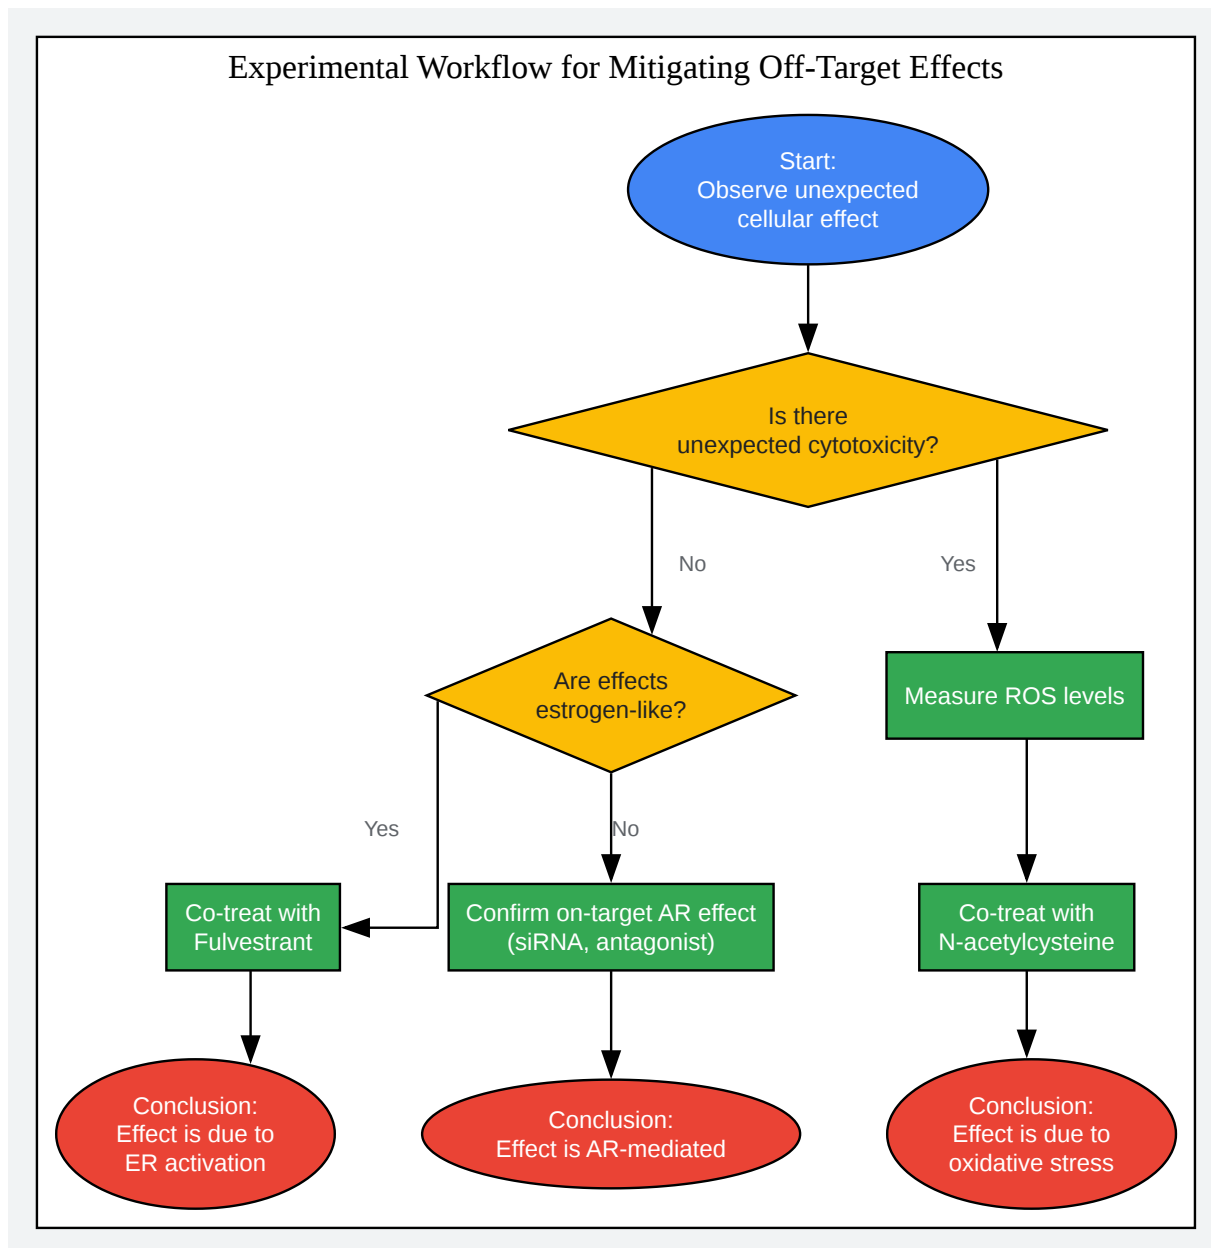 Experimental Workflow for Mitigating Off-Target Effects
Start:
Observe unexpected
cellular effect
Is there
unexpected cytotoxicity?
No
Yes
Are effects
estrogen-like?
Measure ROS levels
Yes
No
Co-treat with
Fulvestrant
Confirm on-target AR effect
(siRNA, antagonist)
Co-treat with
N-acetylcysteine
Conclusion:
Effect is due to
ER activation
Conclusion:
Effect is AR-mediated
Conclusion:
Effect is due to
oxidative stress